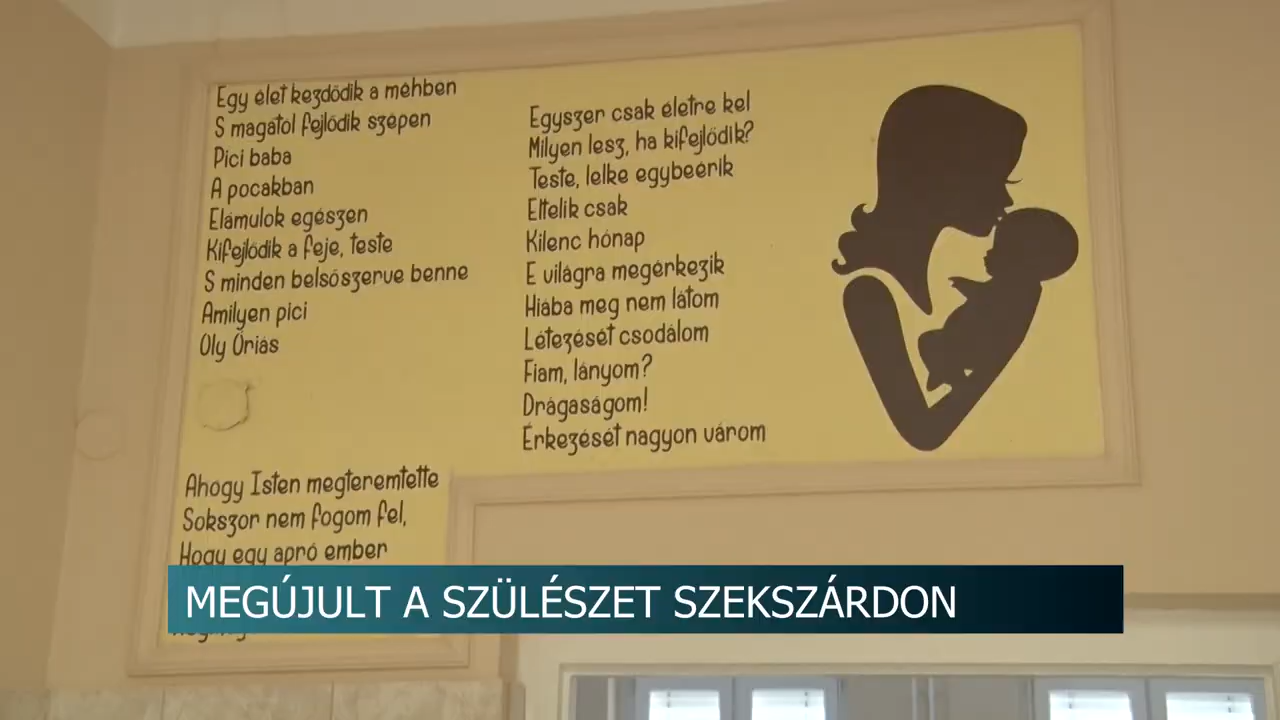 Egy élet kezdődik a méhben
S magától fejlődik szépen
Pici baba
A pocakban
Elámulok egészen
Kifejlődik a feje, teste
S minden belsőszerve benne
Amilyen pici
Oly Óriás
Ahogy Isten megteremtette
Sokszor nem fogom fel,
Hogy egy apró ember
Egyszer csak életre kel
Milyen lesz, ha kifejlődik?
Teste, lelke egybeérik
Eltelik csak
Kilenc hónap
E világra megérkezik
Hiába még nem látom
Létezését csodálom
Fiam, lányom?
Drágaságom!
Érkezését nagyon várom
MEGÚJULT A SZÜLÉSZET SZEKSZÁRDON